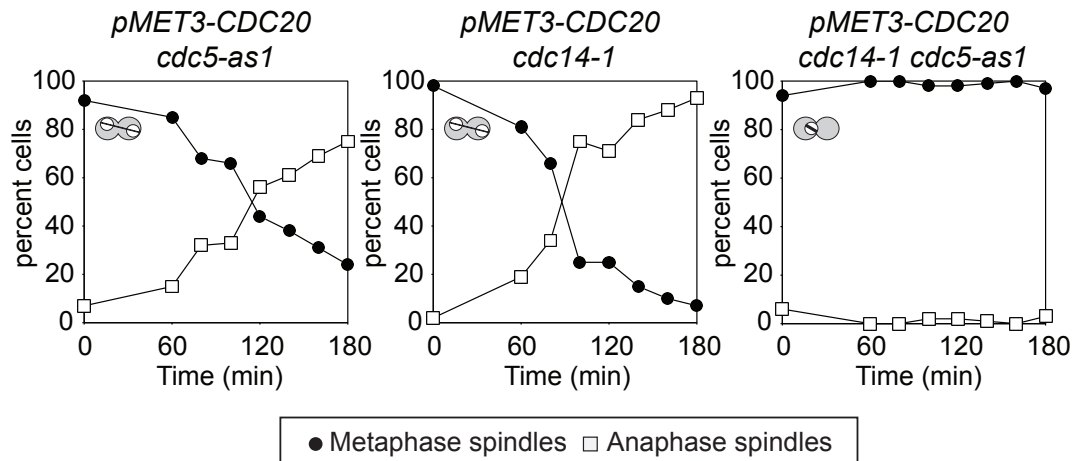 pMET3-CDC20
cdc5-as1
pMET3-CDC20
cdc14-1
pMET3-CDC20
cdc14-1 cdc5-as1
percent cells
100
80
60
40
20
0
0 60 120 180
Time (min)
percent cells
100
80
60
40
20
0
0 60 120 180
Time (min)
percent cells
100
80
60
40
20
0
0 60 120 180
Time (min)
Metaphase spindles Anaphase spindles